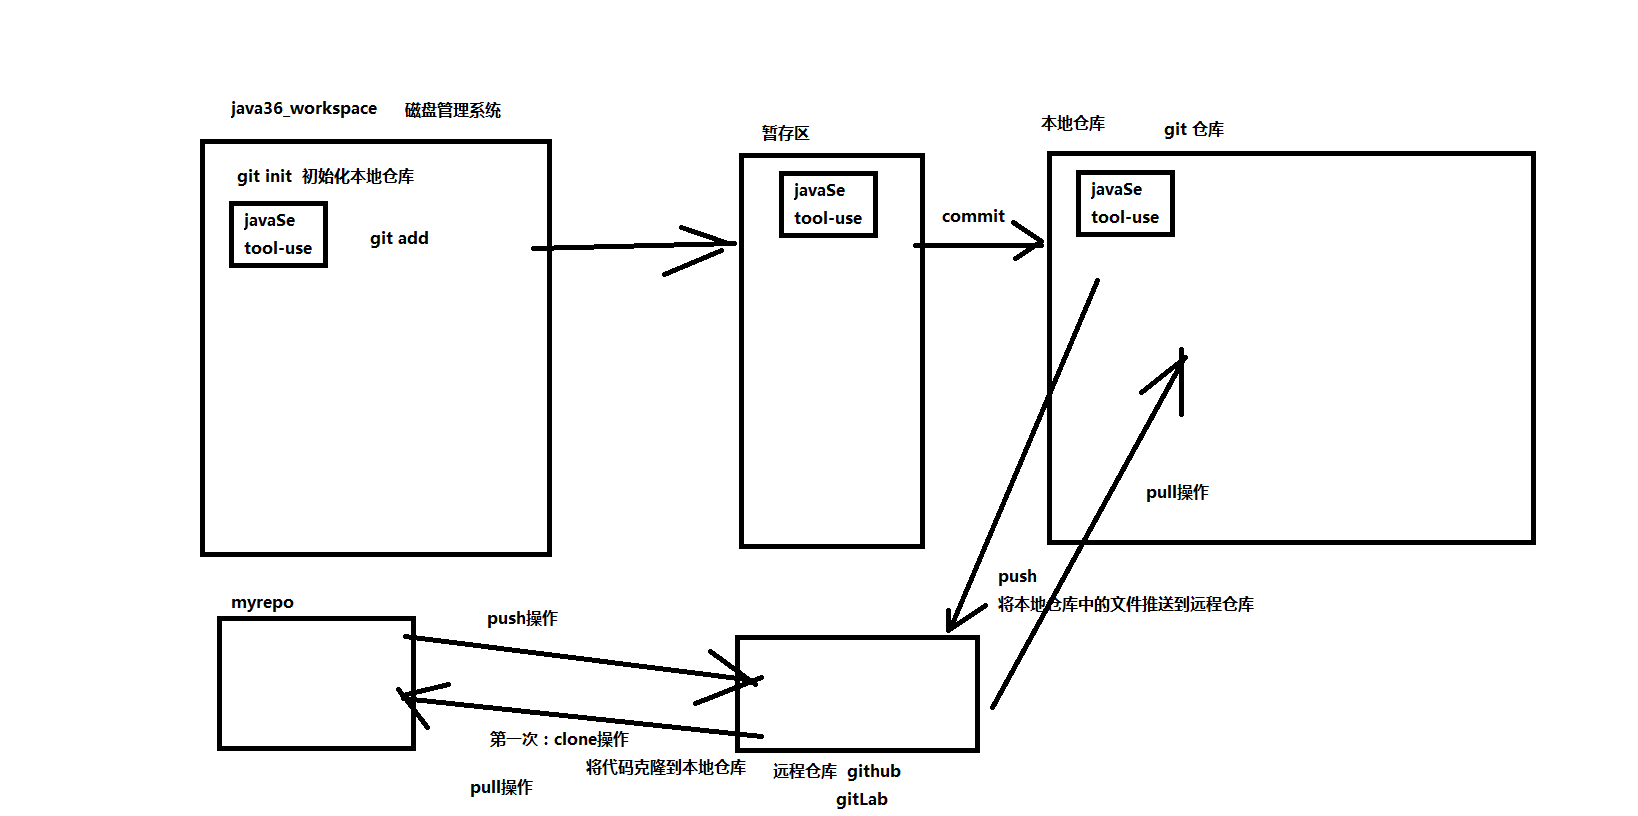 java36_workspace 磁盘管理系统
git init 初始化本地仓库
javaSe
tool-use
git add
暂存区
javaSe
tool-use
commit
本地仓库 git 仓库
javaSe
tool-use
pull操作
push
将本地仓库中的文件推送到远程仓库
myrepo
push操作
第一次：clone操作
将代码克隆到本地仓库
pull操作
远程仓库 github
gitLab